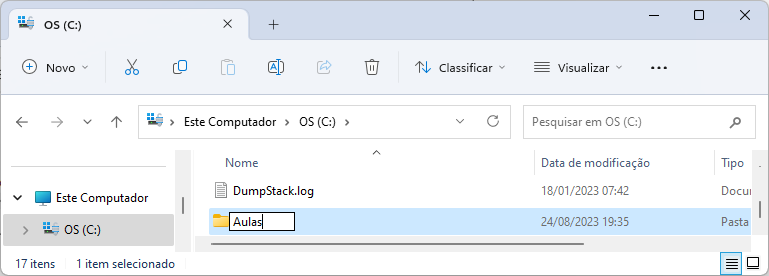 OS (C:)
Novo
Classificar
Visualizar
Este Computador
OS (C:)
Pesquisar em OS (C:)
Nome
Data de modificação
Tipo
Este Computador
DumpStack.log
18/01/2023 07:42
Docum
OS (C:)
Aulas
24/08/2023 19:35
Pasta
17 itens
1 item selecionado